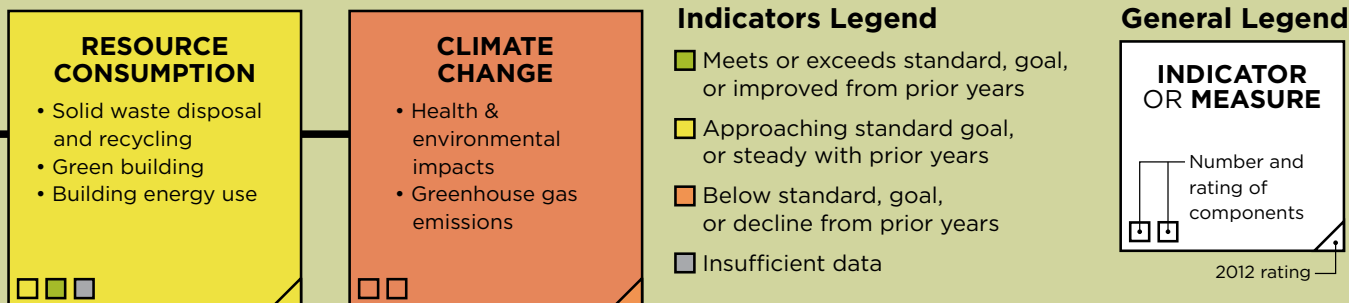 RESOURCE
CONSUMPTION
• Solid waste disposal
and recycling
• Green building
• Building energy use
CLIMATE
CHANGE
• Health &
environmental
impacts
• Greenhouse gas
emissions
Indicators Legend
Meets or exceeds standard, goal,
or improved from prior years
Approaching standard goal,
or steady with prior years
Below standard, goal,
or decline from prior years
Insufficient data
General Legend
INDICATOR
OR MEASURE
Number and
rating of
components
2012 rating